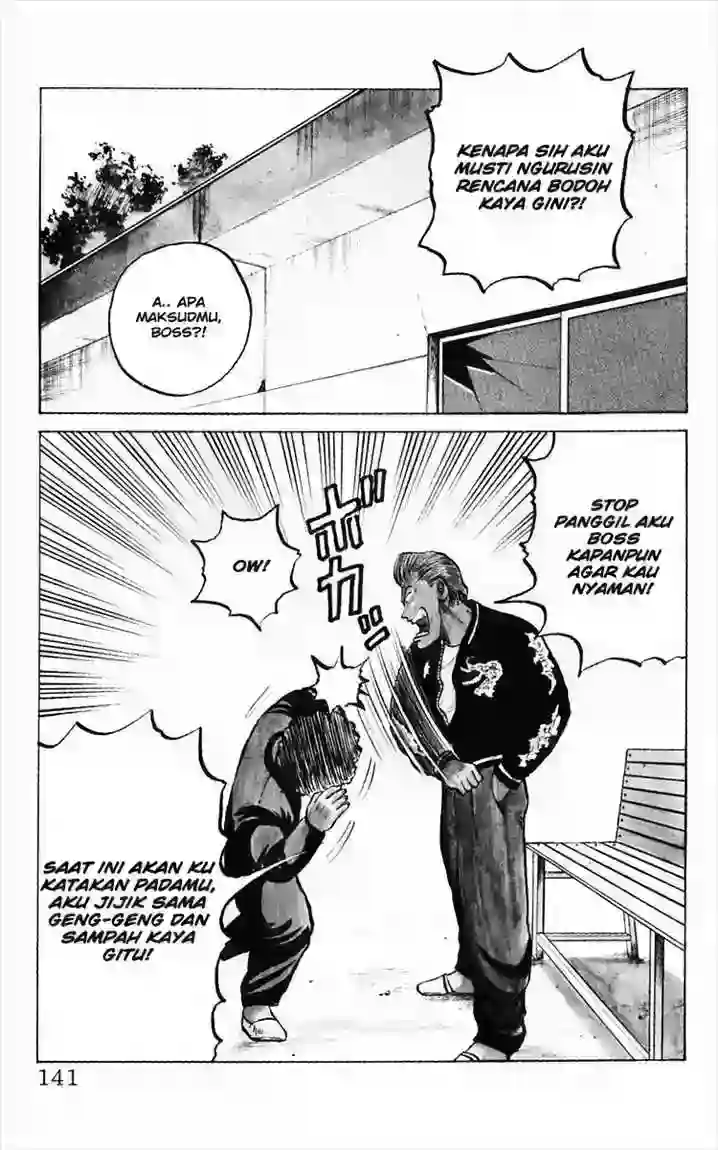 KENAPA SIH AKU
MUSTI NGURUSIN
RENCANA BODOH
KAYA GINI?!
A.. APA
MAKSUDMU,
BOSS?!
STOP
PANGGIL AKU
BOSS
KAPANPUN
AGAR KAU
NYAMAN!
OW!
ボカッ
SAAT INI AKAN KU
KATAKAN PADAMU,
AKU JIJIK SAMA
GENG-GENG DAN
SAMPAH KAYA
GITU!
141